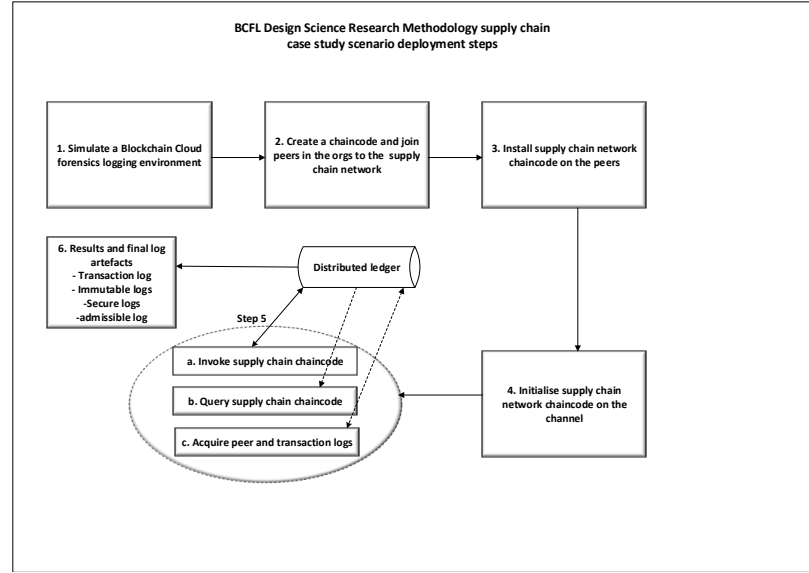 BCFL Design Science Research Methodology supply chain
case study scenario deployment steps
1. Simulate a Blockchain Cloud
forensics logging environment
2. Create a chaincode and join
peers in the orgs to the supply
chain network
3. Install supply chain network
chaincode on the peers
6. Results and final log
artefacts
- Transaction log
- Immutable logs
-Secure logs
-admissible log
Distributed ledger
Step 5
a. Invoke supply chain chaincode
b. Query supply chain chaincode
c. Acquire peer and transaction logs
4. Initialise supply chain
network chaincode on the
channel